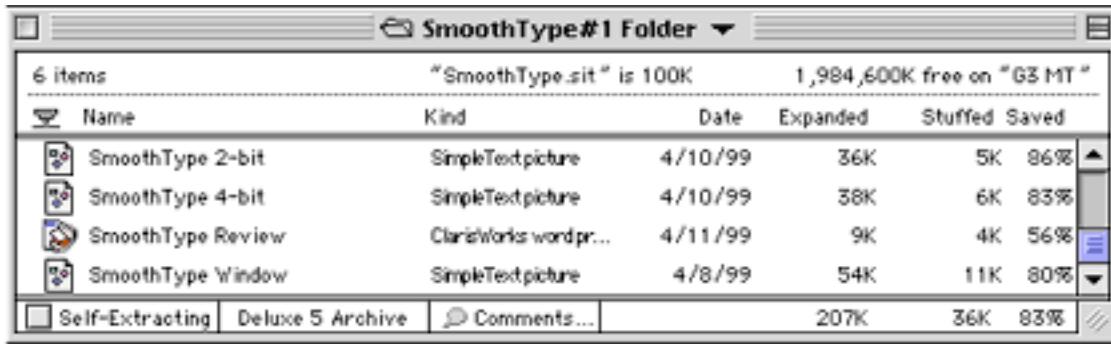 SmoothType#1 Folder
6 items "SmoothType.sit" is 100K 1,984,600K free on "G3 MT"
Name Kind Date Expanded Stuffed Saved
SmoothType 2-bit SimpleText picture 4/10/99 36K 5K 86%
SmoothType 4-bit SimpleText picture 4/10/99 38K 6K 83%
SmoothType Review ClarisWorks word pr... 4/11/99 9K 4K 56%
SmoothType Window SimpleText picture 4/8/99 54K 11K 80%
Self-Extracting Deluxe 5 Archive Comments... 207K 36K 83%